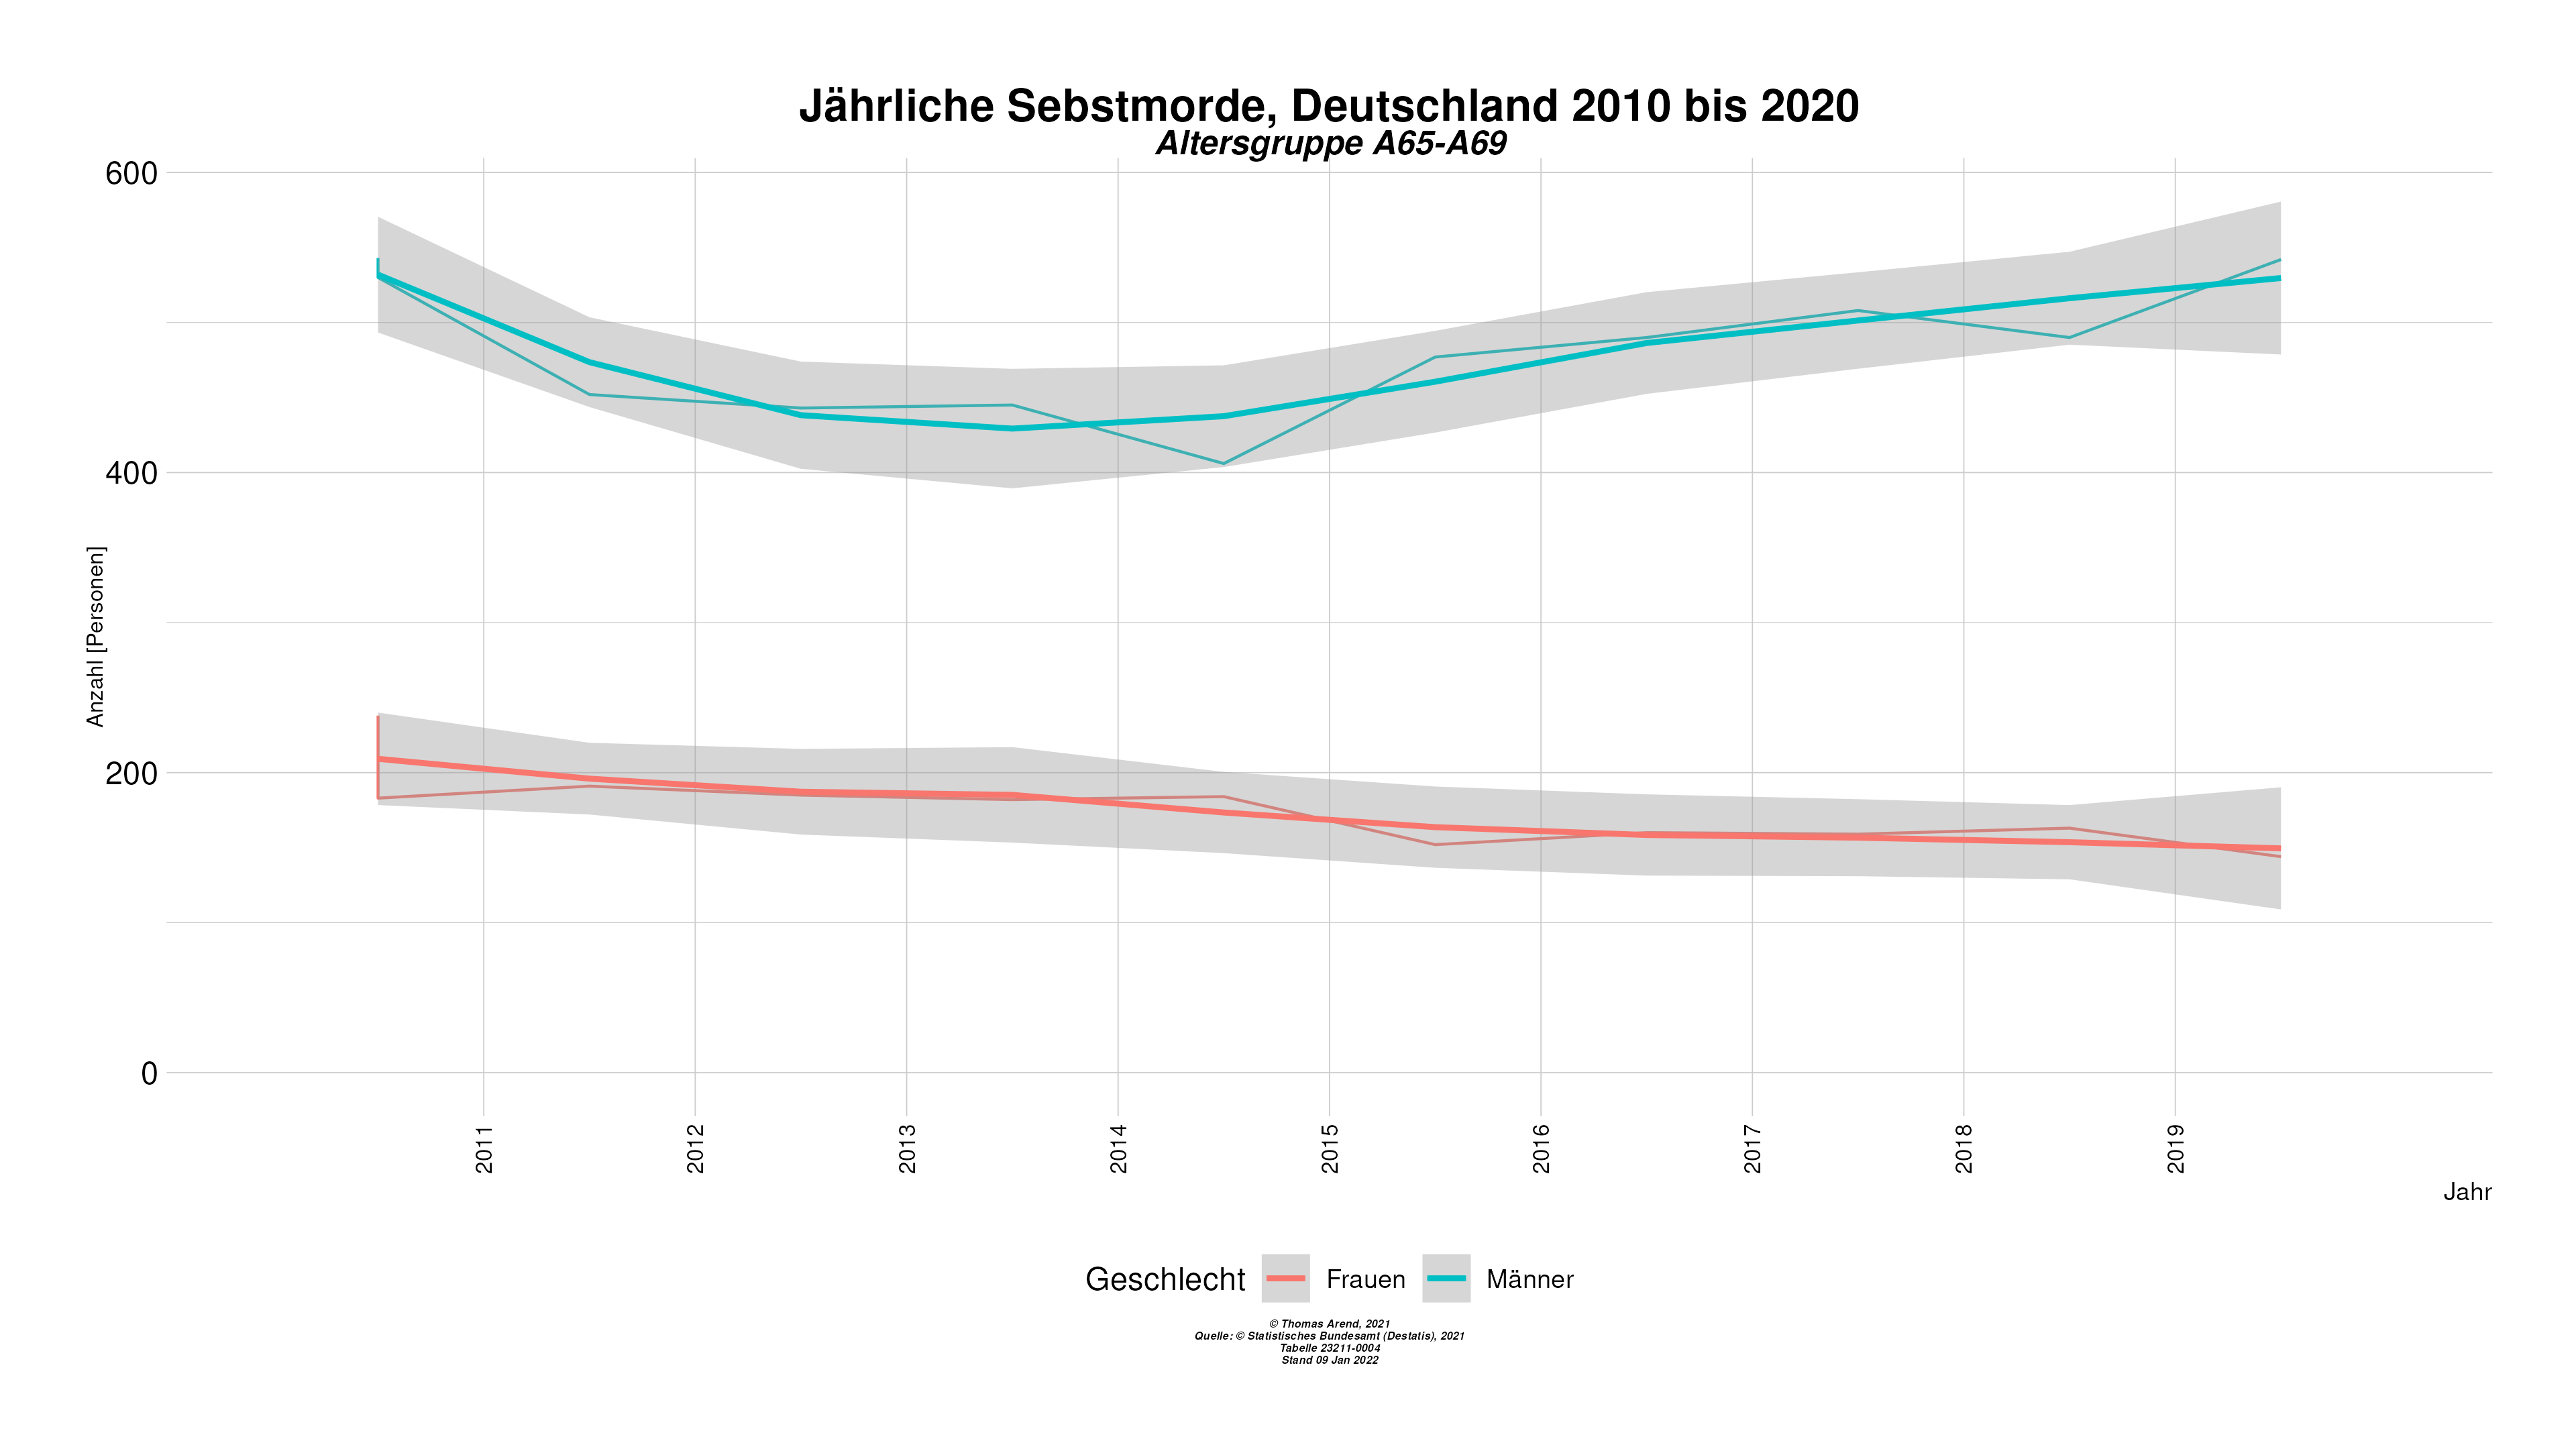 Jährliche Sebstmorde, Deutschland 2010 bis 2020
Altersgruppe A65-A69
600
400
200
0
Anzahl [Personen]
2011
2012
2013
2014
2015
2016
2017
2018
2019
Jahr
Geschlecht Frauen Männer
© Thomas Arend, 2021
Quelle: © Statistisches Bundesamt (Destatis), 2021
Tabelle 23211-0004
Stand 09 Jan 2022